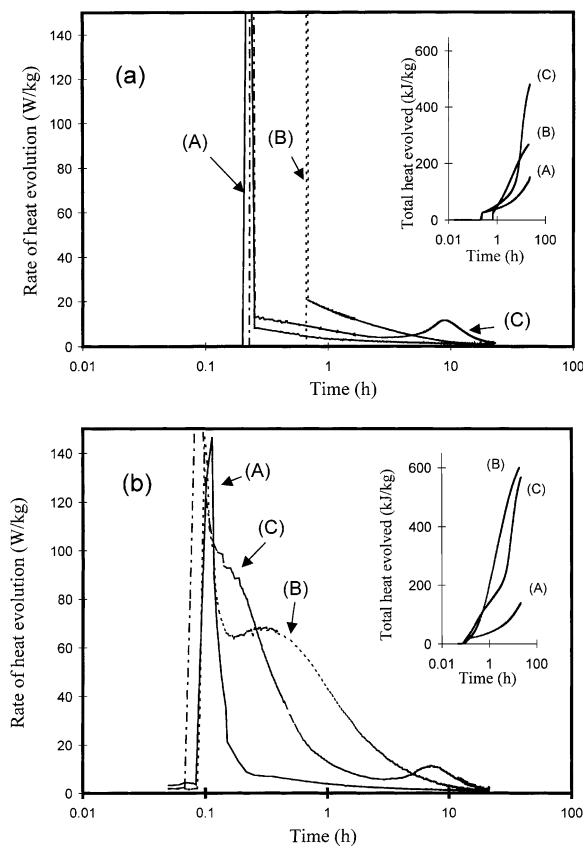 (a)
Rate of heat evolution (W/kg)
140
120
100
80
60
40
20
0
0.01 0.1 1 10 100
Time (h)
(A)
(B)
(C)
Total heat evolved (kJ/kg)
600
400
200
0
0.01 1 100
Time (h)
(C)
(B)
(A)
(b)
Rate of heat evolution (W/kg)
140
120
100
80
60
40
20
0
0.01 0.1 1 10 100
Time (h)
(A)
(C)
(B)
Total heat evolved (kJ/kg)
600
400
200
0
0.01 1 100
Time (h)
(B)
(C)
(A)